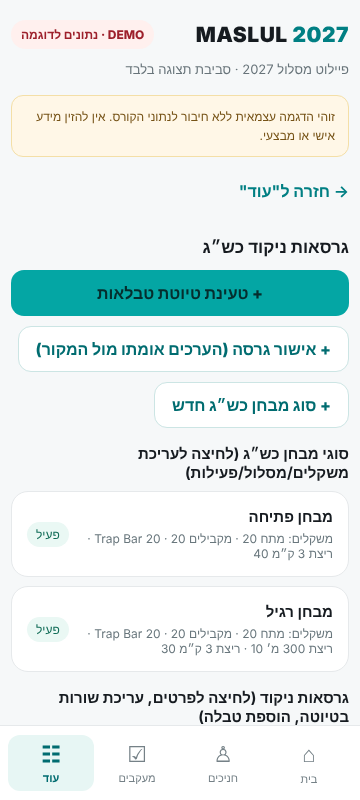 MASLUL 2027
DEMO · נתונים לדוגמה
פיילוט מסלול 2027 · סביבת תצוגה בלבד
זוהי הדגמה עצמאית ללא חיבור לנתוני הקורס. אין להזין מידע
אישי או מבצעי.
→ חזרה ל"עוד"
גרסאות ניקוד כש״ג
+ טעינת טיוטת טבלאות
+ אישור גרסה (הערכים אומתו מול המקור)
+ סוג מבחן כש״ג חדש
סוגי מבחן כש״ג (לחיצה לעריכת
משקלים/מסלול/פעילות)
מבחן פתיחה
משקלים: מתח 20 · מקבילים 20 · Trap Bar 20 ·
ריצת 3 ק״מ 40
פעיל
מבחן רגיל
משקלים: מתח 20 · מקבילים 20 · Trap Bar 20 ·
ריצת 300 מ׳ 10 · ריצת 3 ק״מ 30
פעיל
גרסאות ניקוד (לחיצה לפרטים, עריכת שורות
בטיוטה, הוספת טבלה)
בית
חניכים
מעקבים
עוד